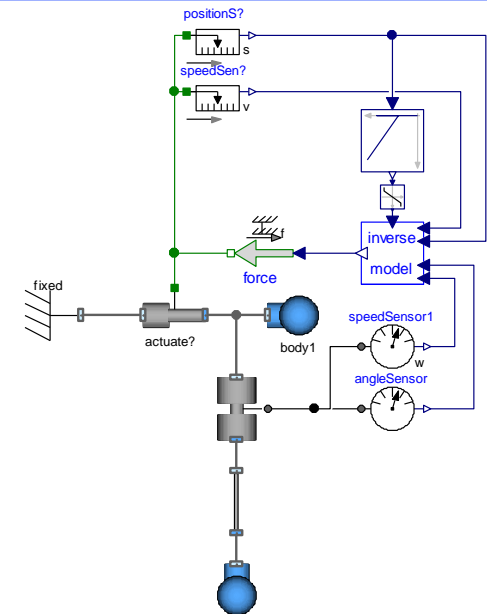 positionS?
s
speedSen?
v
f
inverse
force
model
fixed
speedSensor1
actuate?
body1
w
angleSensor